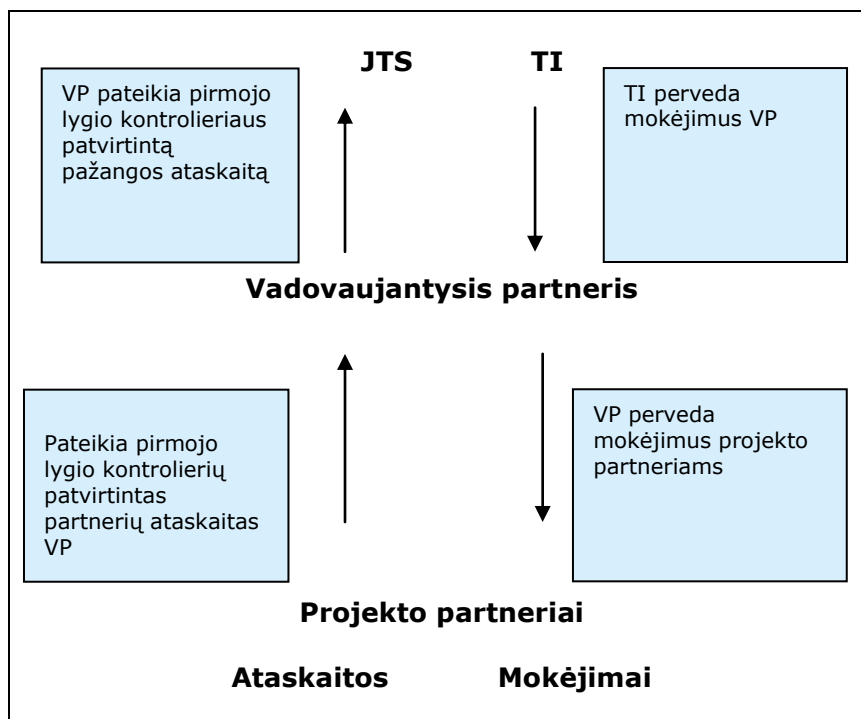 JTS
TI
VP pateikia pirmojo
lygio kontrolieriaus
patvirtintą
pažangos ataskaitą
TI perveda
mokėjimus VP
Vadovaujantysis partneris
Pateikia pirmojo
lygio kontrolierių
patvirtintas
partnerių ataskaitas
VP
VP perveda
mokėjimus projekto
partneriams
Projekto partneriai
Ataskaitos
Mokėjimai